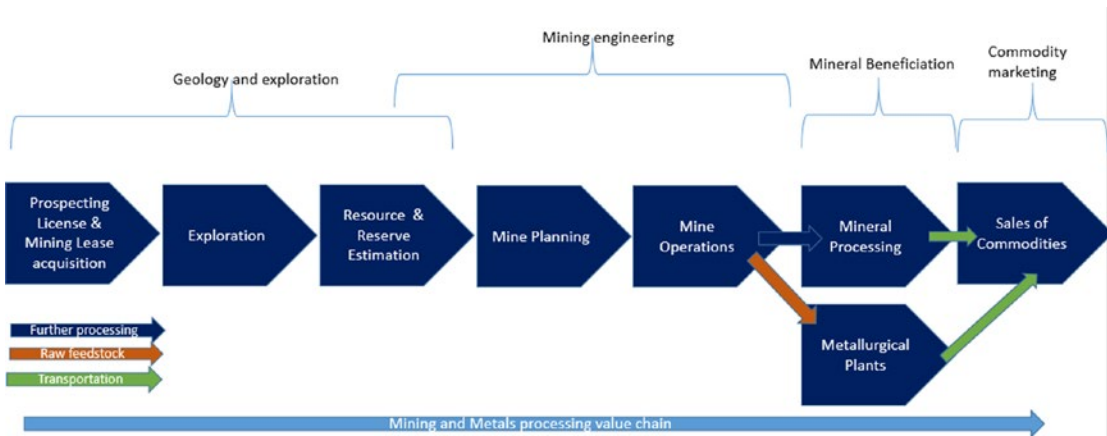 Mining engineering
Geology and exploration
Mineral Beneficiation
Commodity
marketing
Prospecting
License &
Mining Lease
acquisition
Exploration
Resource &
Reserve
Estimation
Mine Planning
Mine
Operations
Mineral
Processing
Sales of
Commodities
Metallurgical
Plants
Further processing
Raw feedstock
Transportation
Mining and Metals processing value chain